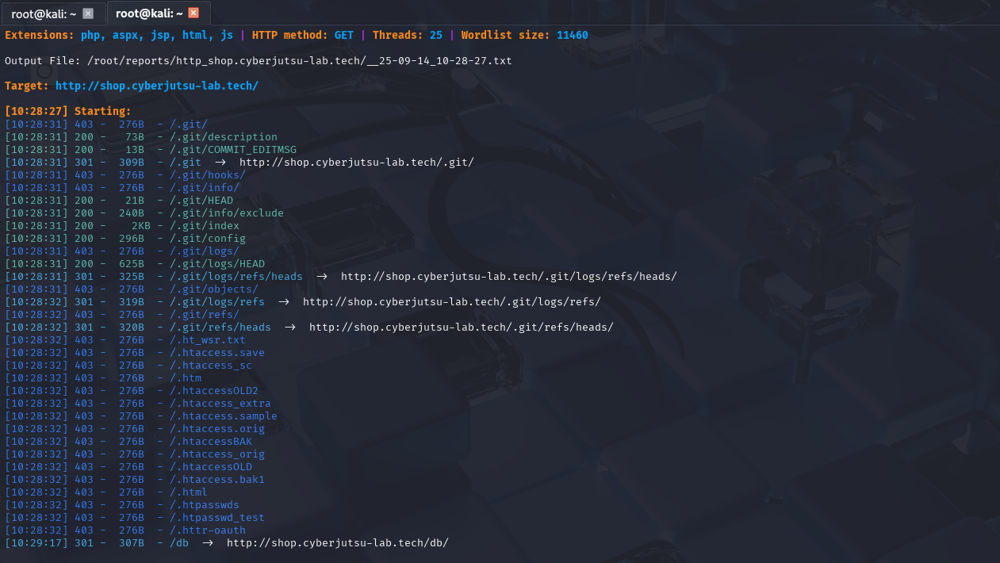 root@kali: ~
root@kali: ~
Extensions: php, aspx, jsp, html, js | HTTP method: GET | Threads: 25 | Wordlist size: 11460
Output File: /root/reports/http_shop.cyberjutsu-lab.tech/__25-09-14_10-28-27.txt
Target: http://shop.cyberjutsu-lab.tech/
[10:28:27] Starting:
[10:28:31] 403 -  276B  - /.git/
[10:28:31] 200 -   73B  - /.git/description
[10:28:31] 200 -   13B  - /.git/COMMIT_EDITMSG
[10:28:31] 301 -  309B  - /.git  ->  http://shop.cyberjutsu-lab.tech/.git/
[10:28:31] 403 -  276B  - /.git/hooks/
[10:28:31] 403 -  276B  - /.git/info/
[10:28:31] 200 -   21B  - /.git/HEAD
[10:28:31] 200 -  240B  - /.git/info/exclude
[10:28:31] 200 -    2KB - /.git/index
[10:28:31] 200 -  296B  - /.git/config
[10:28:31] 403 -  276B  - /.git/logs/
[10:28:31] 200 -  625B  - /.git/logs/HEAD
[10:28:31] 301 -  325B  - /.git/logs/refs/heads  ->  http://shop.cyberjutsu-lab.tech/.git/logs/refs/heads/
[10:28:31] 403 -  276B  - /.git/objects/
[10:28:32] 301 -  319B  - /.git/logs/refs  ->  http://shop.cyberjutsu-lab.tech/.git/logs/refs/
[10:28:32] 403 -  276B  - /.git/refs/
[10:28:32] 301 -  320B  - /.git/refs/heads  ->  http://shop.cyberjutsu-lab.tech/.git/refs/heads/
[10:28:32] 403 -  276B  - /.ht_wsr.txt
[10:28:32] 403 -  276B  - /.htaccess.save
[10:28:32] 403 -  276B  - /.htaccess_sc
[10:28:32] 403 -  276B  - /.htm
[10:28:32] 403 -  276B  - /.htaccessOLD2
[10:28:32] 403 -  276B  - /.htaccess_extra
[10:28:32] 403 -  276B  - /.htaccess.sample
[10:28:32] 403 -  276B  - /.htaccess.orig
[10:28:32] 403 -  276B  - /.htaccessBAK
[10:28:32] 403 -  276B  - /.htaccess_orig
[10:28:32] 403 -  276B  - /.htaccessOLD
[10:28:32] 403 -  276B  - /.htaccess.bak1
[10:28:32] 403 -  276B  - /.html
[10:28:32] 403 -  276B  - /.htpasswds
[10:28:32] 403 -  276B  - /.htpasswd_test
[10:28:32] 403 -  276B  - /.httr-oauth
[10:29:17] 301 -  307B  - /db  ->  http://shop.cyberjutsu-lab.tech/db/